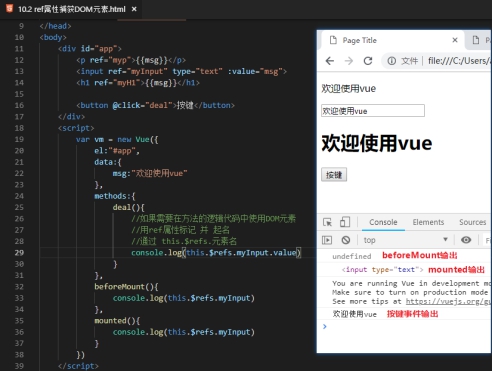 10.2 ref属性捕获DOM元素.html
9 </head>
10 <body>
11 <div id="app">
12 <p ref="myp">{{msg}}</p>
13 <input ref="myInput" type="text" :value="msg">
14 <h1 ref="myH1">{{msg}}</h1>
15
16 <button @click="deal">按键</button>
17 </div>
18 <script>
19 var vm = new Vue({
20 el:"#app",
21 data:{
22 msg:"欢迎使用vue"
23 },
24 methods:{
25 deal(){
26 //如果需要在方法的逻辑代码中使用DOM元素
27 //用ref属性标记 并 起名
28 //通过 this.$refs.元素名
29 console.log(this.$refs.myInput.value)
30 }
31 },
32 beforeMount(){
33 console.log(this.$refs.myInput)
34 },
35 mounted(){
36 console.log(this.$refs.myInput)
37 }
38 })
39 </script>
Page Title
P
文件 file:///C:/Users/
欢迎使用vue
欢迎使用vue
欢迎使用vue
按键
Console Elements Sources
top
undefined beforeMount输出
<input type="text"> mounted输出
You are running Vue in development mod
Make sure to turn on production mode
See more tips at https://vuejs.org/gu
欢迎使用vue 按键事件输出